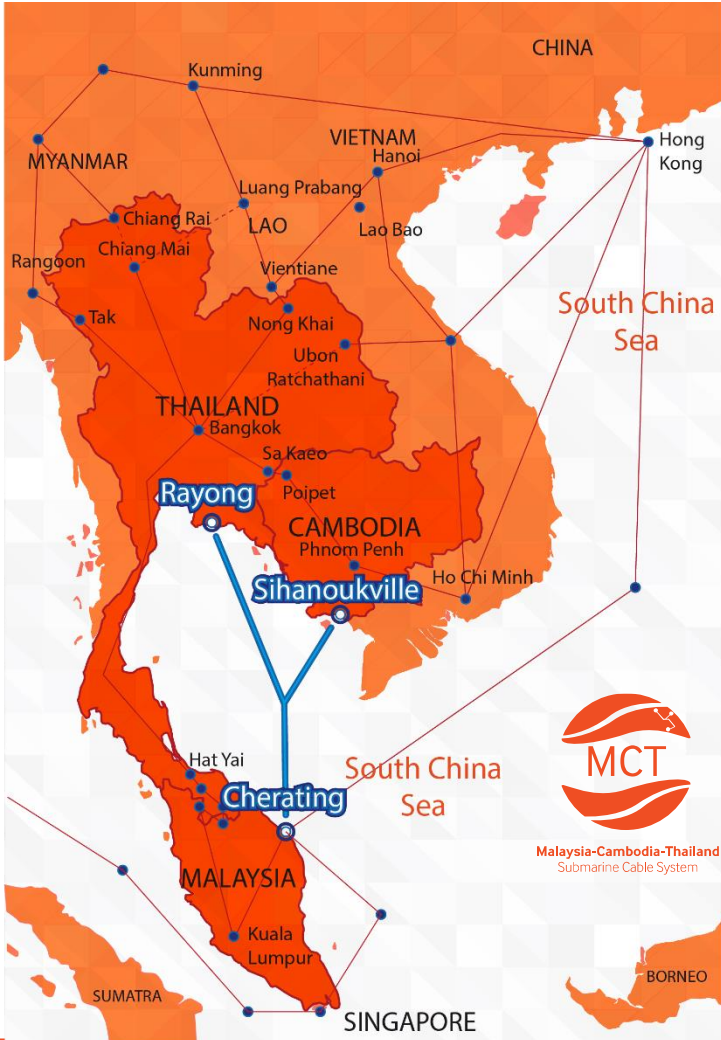 CHINA
Kunming
Hong
Kong
VIETNAM
Hanoi
MYANMAR
Luang Prabang
Chiang Rai
LAO
Lao Bao
Chiang Mai
Rangoon
Vientiane
South China
Sea
Tak
Nong Khai
Ubon
Ratchathani
THAILAND
Bangkok
Sa Kaeo
Poipet
Rayong
CAMBODIA
Phnom Penh
Ho Chi Minh
Sihanoukville
Hat Yai
South China
Sea
Cherating
MCT
Malaysia-Cambodia-Thailand
Submarine Cable System
MALAYSIA
Kuala
Lumpur
SUMATRA
BORNEO
SINGAPORE